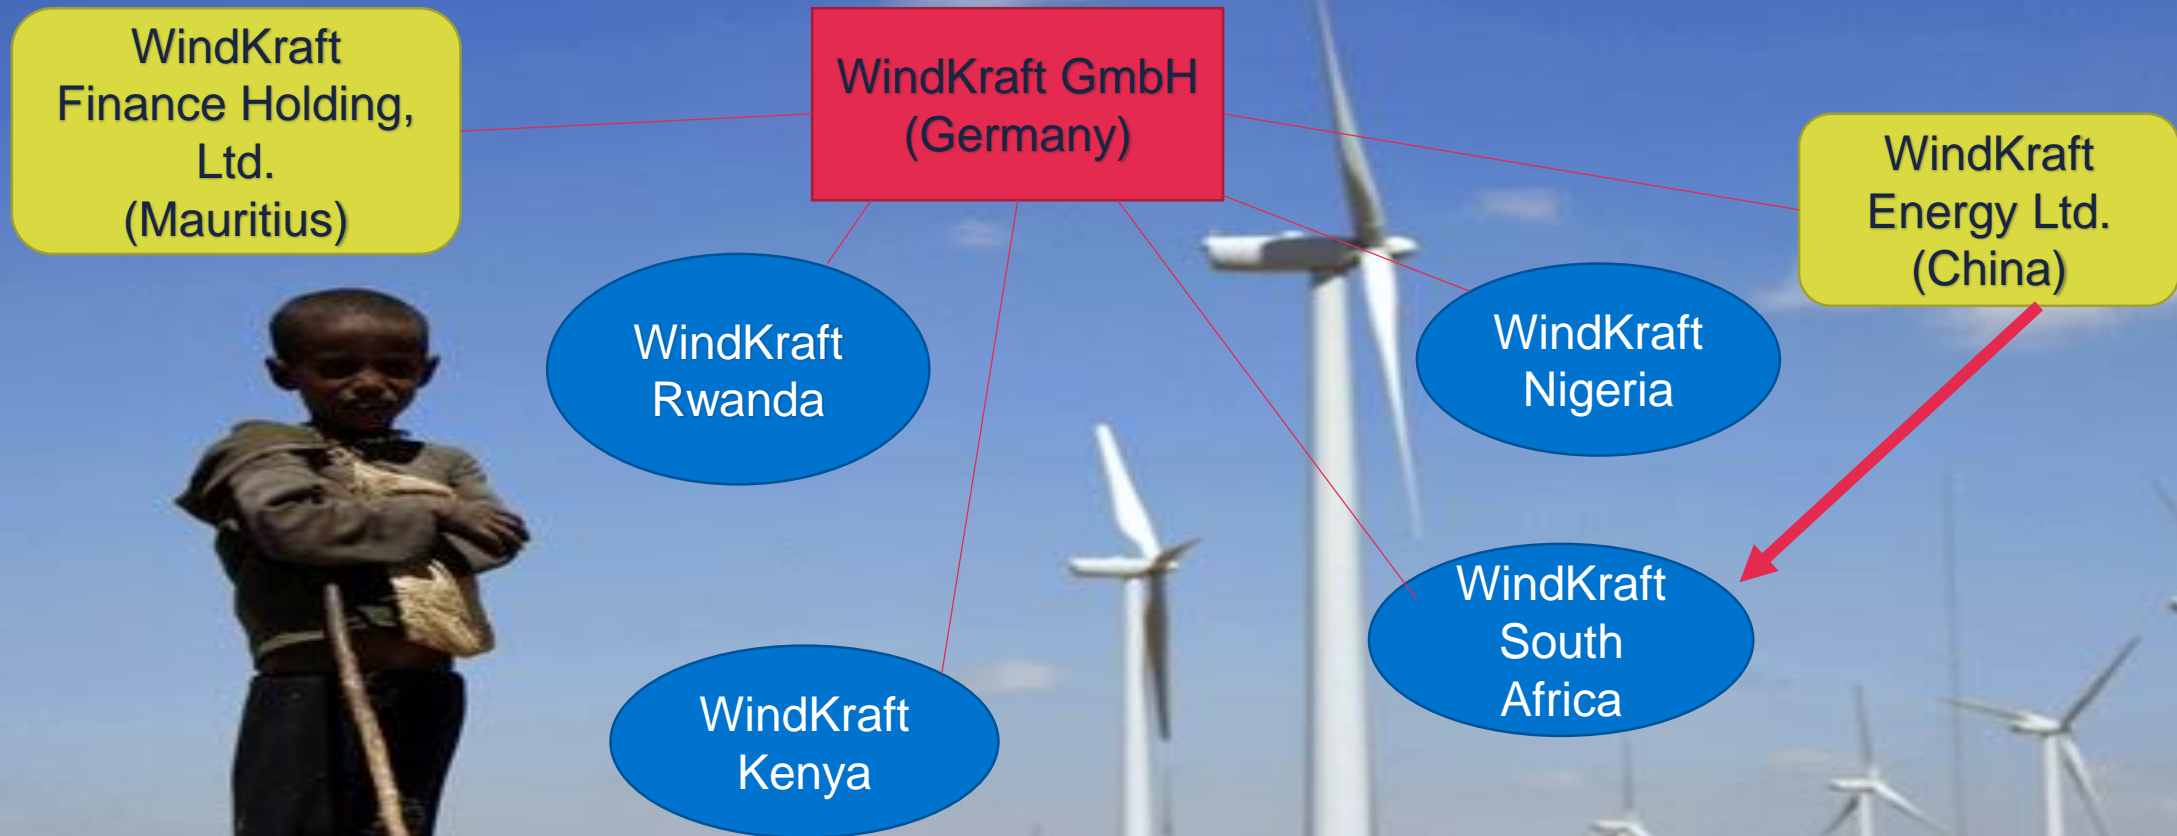 WindKraft
Finance Holding,
Ltd.
(Mauritius)
WindKraft GmbH
(Germany)
WindKraft
Energy Ltd.
(China)
WindKraft
Rwanda
WindKraft
Nigeria
WindKraft
South
Africa
WindKraft
Kenya